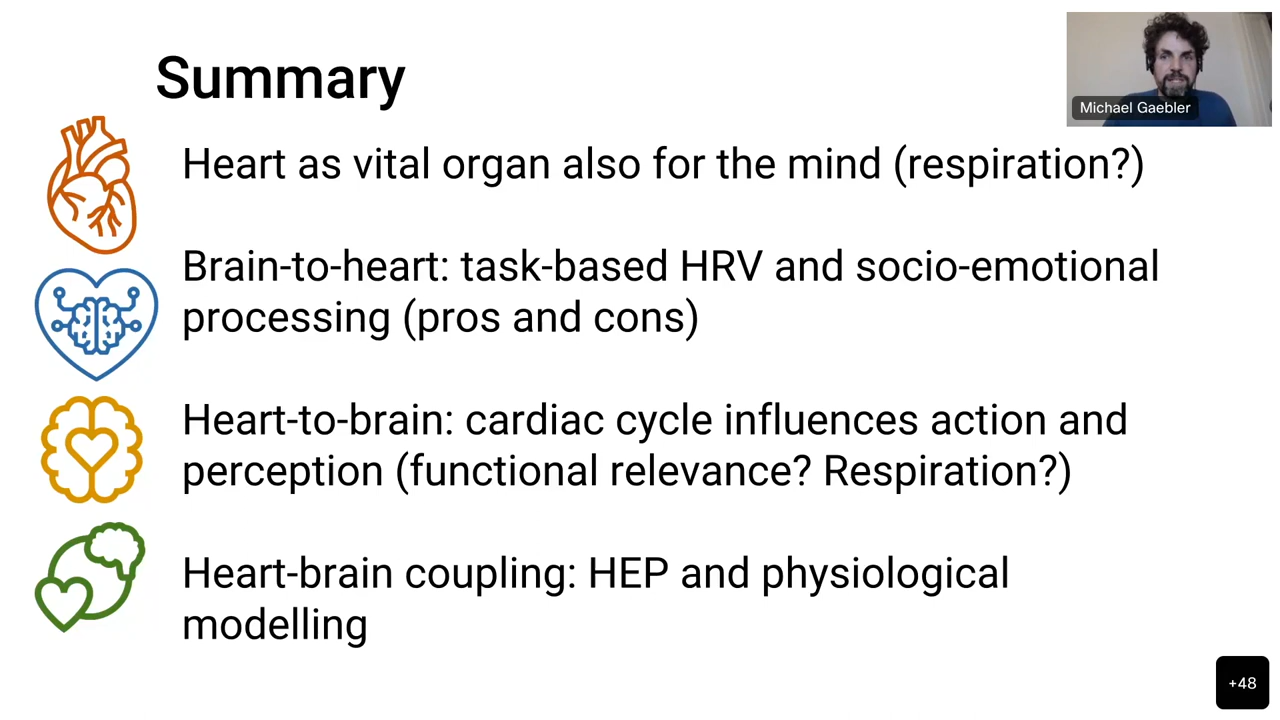 Summary
Michael Gaebler
Heart as vital organ also for the mind (respiration?)
Brain-to-heart: task-based HRV and socio-emotional
processing (pros and cons)
Heart-to-brain: cardiac cycle influences action and
perception (functional relevance? Respiration?)
Heart-brain coupling: HEP and physiological
modelling
+48